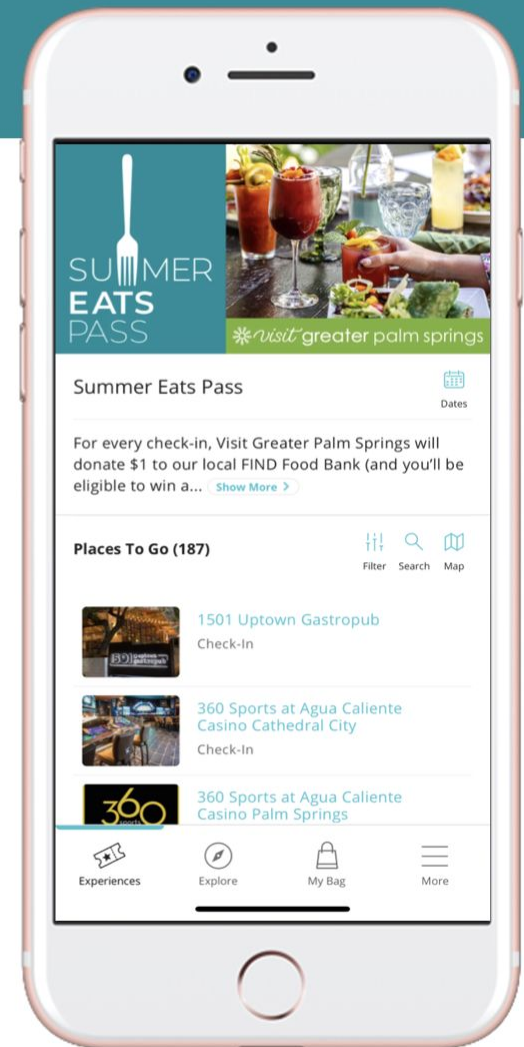 SUMMER
EATS
PASS
visit greater palm springs
Summer Eats Pass
Dates
For every check-in, Visit Greater Palm Springs will
donate $1 to our local FIND Food Bank (and you'll be
eligible to win a... Show More >
Places To Go (187)
Filter
Search
Map
1501 Uptown Gastropub
Check-In
360 Sports at Agua Caliente
Casino Cathedral City
Check-In
360
sports
360 Sports at Agua Caliente
Casino Palm Springs
Experiences
Explore
My Bag
More